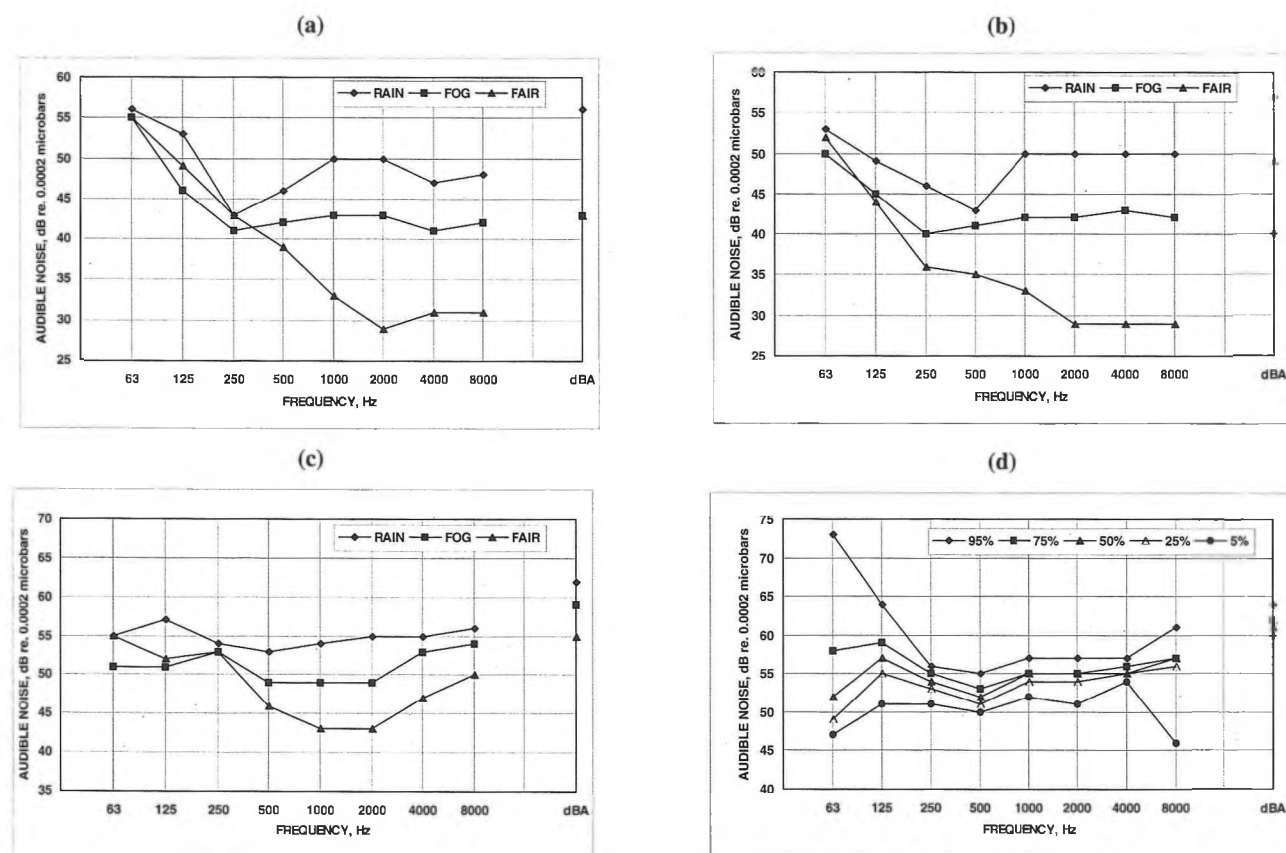 (a)
60
55
50
45
40
35
30
25
AUDIBLE NOISE, dB re. 0.0002 microbars
RAIN FOG FAIR
63 125 250 500 1000 2000 4000 8000 dBA
FREQUENCY, Hz
(b)
60
55
50
45
40
35
30
25
AUDIBLE NOISE, dB re. 0.0002 microbars
RAIN FOG FAIR
63 125 250 500 1000 2000 4000 8000 dBA
FREQUENCY, Hz
(c)
70
65
60
55
50
45
40
35
AUDIBLE NOISE, dB re. 0.0002 microbars
RAIN FOG FAIR
63 125 250 500 1000 2000 4000 8000 dBA
FREQUENCY, Hz
(d)
75
70
65
60
55
50
45
40
AUDIBLE NOISE, dB re. 0.0002 microbars
95% 75% 50% 25% 5%
63 125 250 500 1000 2000 4000 8000 dBA
FREQUENCY, Hz